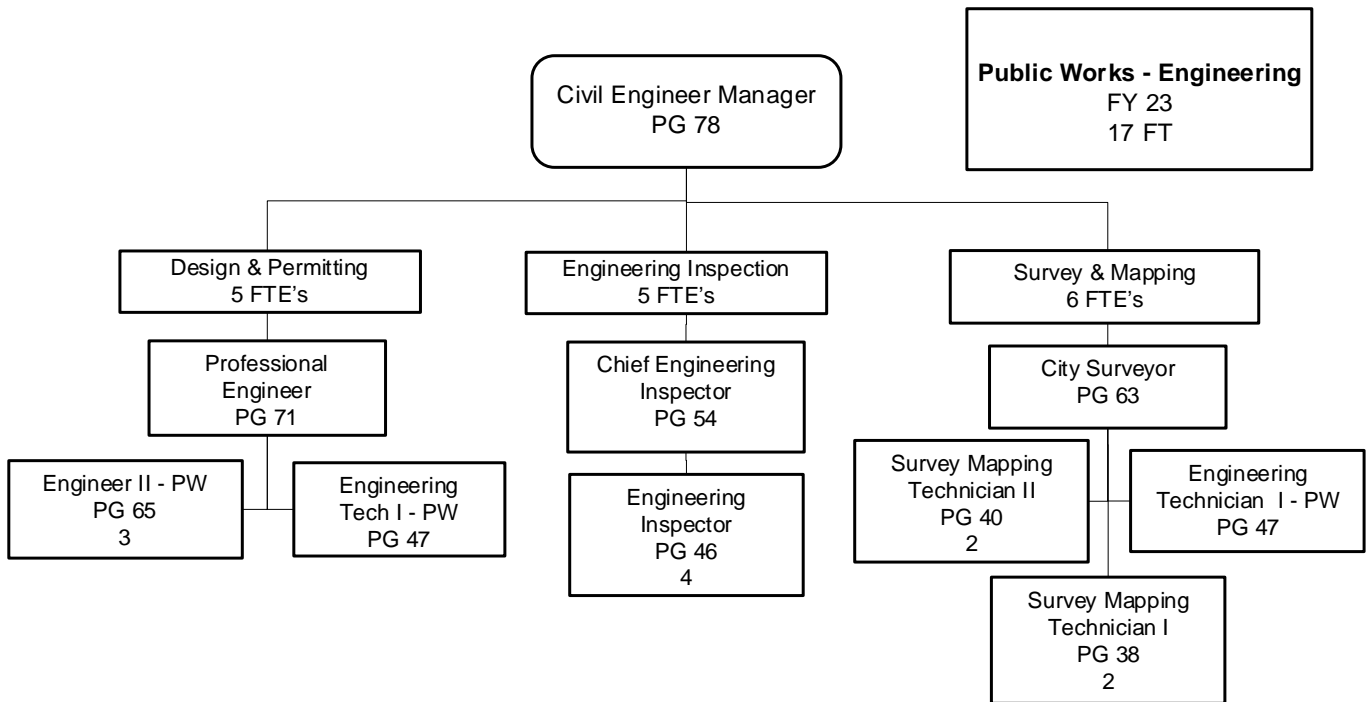 Civil Engineer Manager
PG 78
Public Works - Engineering
FY 23
17 FT
Design & Permitting
5 FTE’s
Engineering Inspection
5 FTE’s
Survey & Mapping
6 FTE’s
Professional
Engineer
PG 71
Chief Engineering
Inspector
PG 54
City Surveyor
PG 63
Engineer II - PW
PG 65
3
Engineering
Tech I - PW
PG 47
Engineering
Inspector
PG 46
4
Survey Mapping
Technician II
PG 40
2
Engineering
Technician I - PW
PG 47
Survey Mapping
Technician I
PG 38
2